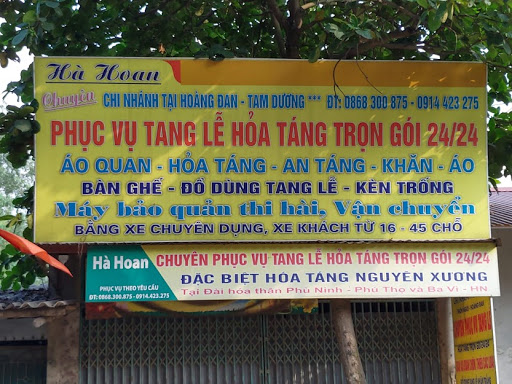 Hà Hoan
Chuyên CHI NHÁNH TẠI HOÀNG ĐAN - TAM DƯƠNG *** ĐT: 0868 300 875 - 0914 423 275
PHỤC VỤ TANG LỄ HỎA TÁNG TRỌN GÓI 24/24
ÁO QUAN - HỎA TÁNG - AN TÁNG - KHĂN - ÁO
BÀN GHẾ - ĐỒ DÙNG TANG LỄ - KÈN TRỐNG
Máy bảo quản thi hài, Vận chuyển
BẰNG XE CHUYÊN DỤNG, XE KHÁCH TỪ 16 - 45 CHỖ
Hà Hoan
PHỤC VỤ THEO YÊU CẦU
ĐT: 0868.300.875 - 0914.423.275
CHUYÊN PHỤC VỤ TANG LỄ HỎA TÁNG TRỌN GÓI 24/24
ĐẶC BIỆT HỎA TÁNG NGUYÊN XƯƠNG
Tại Đài hóa thân Phù Ninh - Phú Thọ và Ba Vì - HN